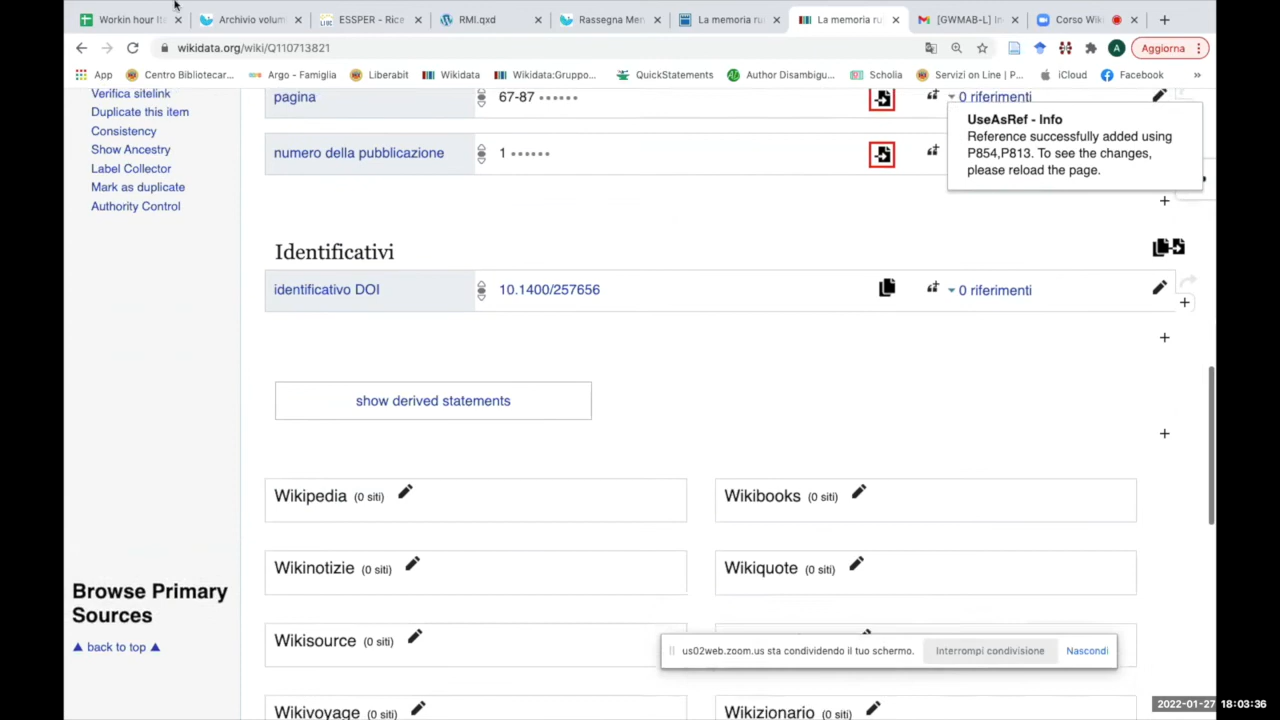 Workin hour It
Archivio volum
ESSPER - Rice
RMI.qxd
Rassegna Men
La memoria ru
La memoria ru
[GWMAB-L] In
Corso Wiki
wikidata.org/wiki/Q110713821
A
Aggiorna
App
Centro Bibliotecar...
Argo - Famiglia
Liberabit
Wikidata
Wikidata:Gruppo...
QuickStatements
Author Disambigu...
Scholia
Servizi on Line | P...
iCloud
Facebook
»
Verifica sitelink
Duplicate this item
Consistency
Show Ancestry
Label Collector
Mark as duplicate
Authority Control
Browse Primary
Sources
▲ back to top ▲
pagina
67-87
0 riferimenti
numero della pubblicazione
1
UseAsRef - Info
Reference successfully added using
P854,P813. To see the changes,
please reload the page.
+
Identificativi
identificativo DOI
10.1400/257656
0 riferimenti
+
+
show derived statements
+
Wikipedia (0 siti)
Wikibooks (0 siti)
Wikinotizie (0 siti)
Wikiquote (0 siti)
Wikisource (0 siti)
us02web.zoom.us sta condividendo il tuo schermo.
Interrompi condivisione
Nascondi
Wikivoyage (0 siti)
Wikizionario (0 siti)
2022-01-27 18:03:36